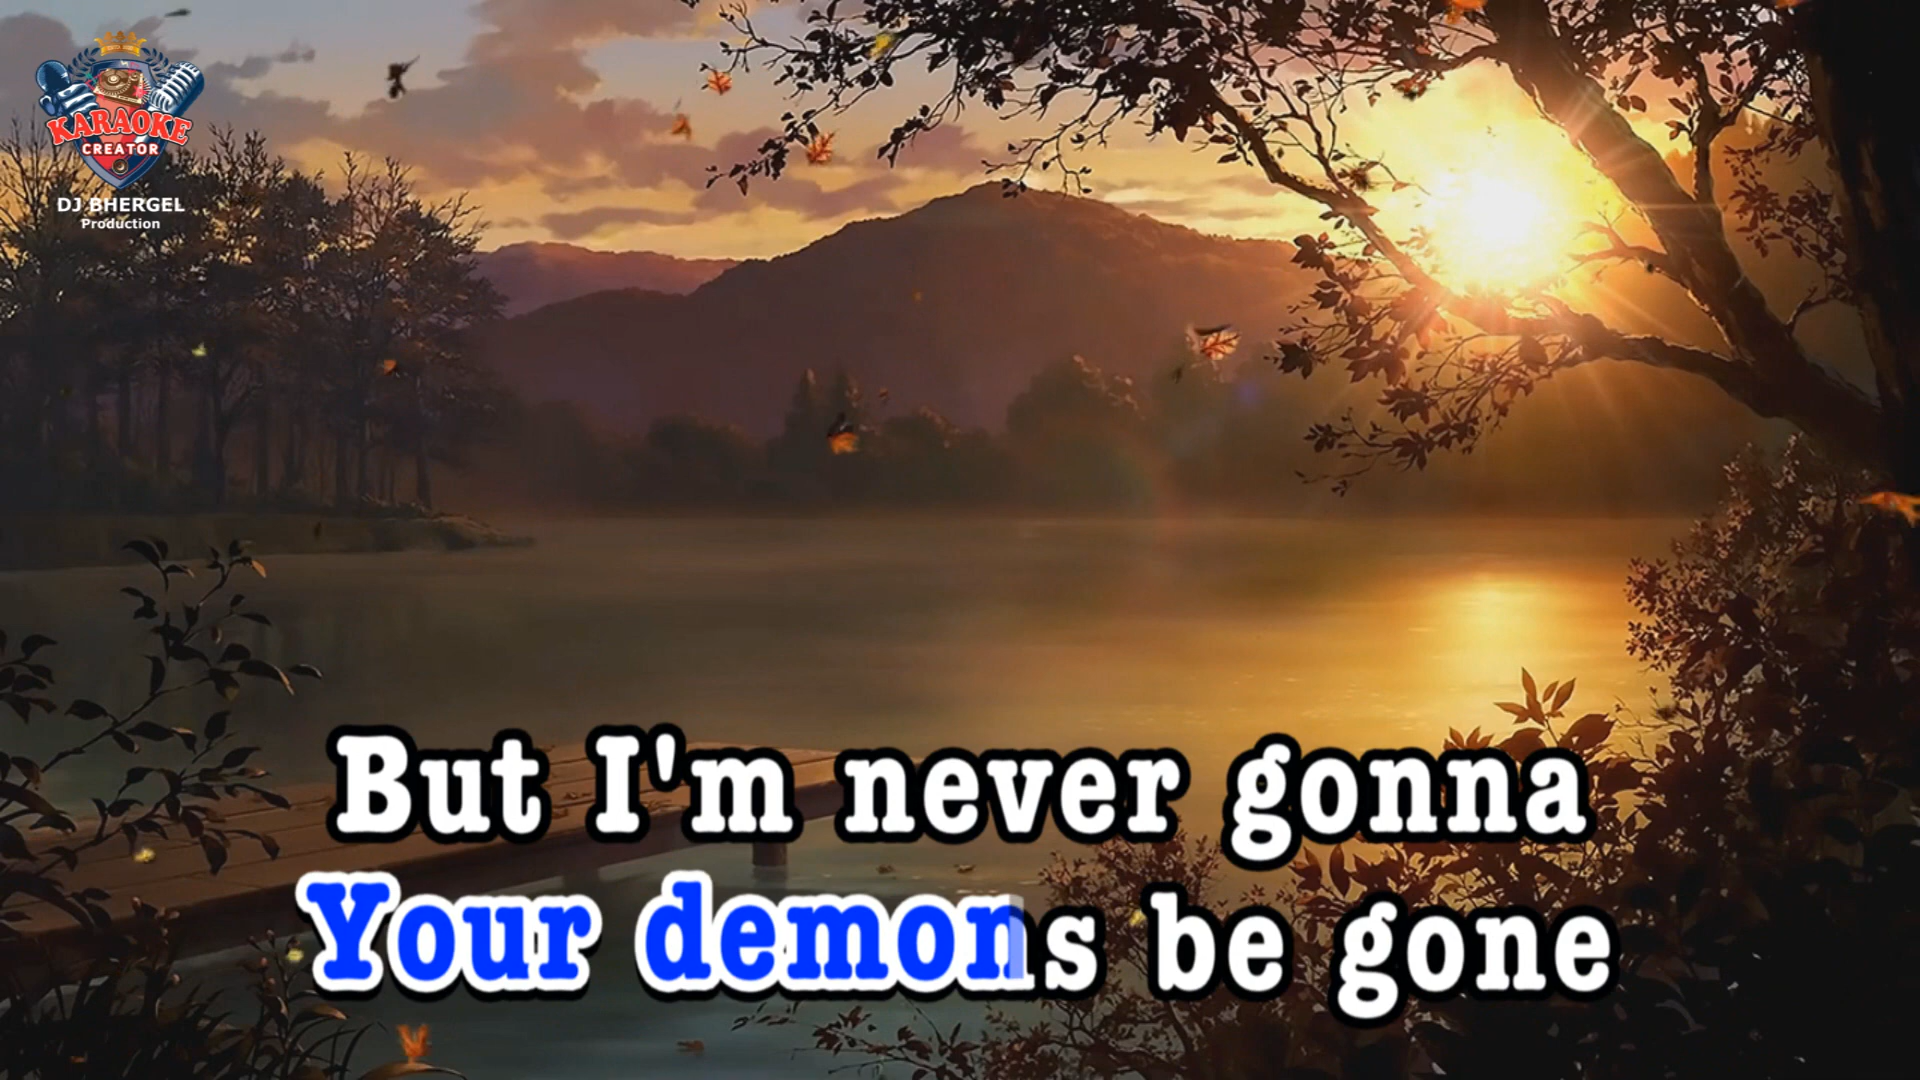 KARAOKE
CREATOR
DJ BHERGEL
Production
But I'm never gonna
Your demons be gone